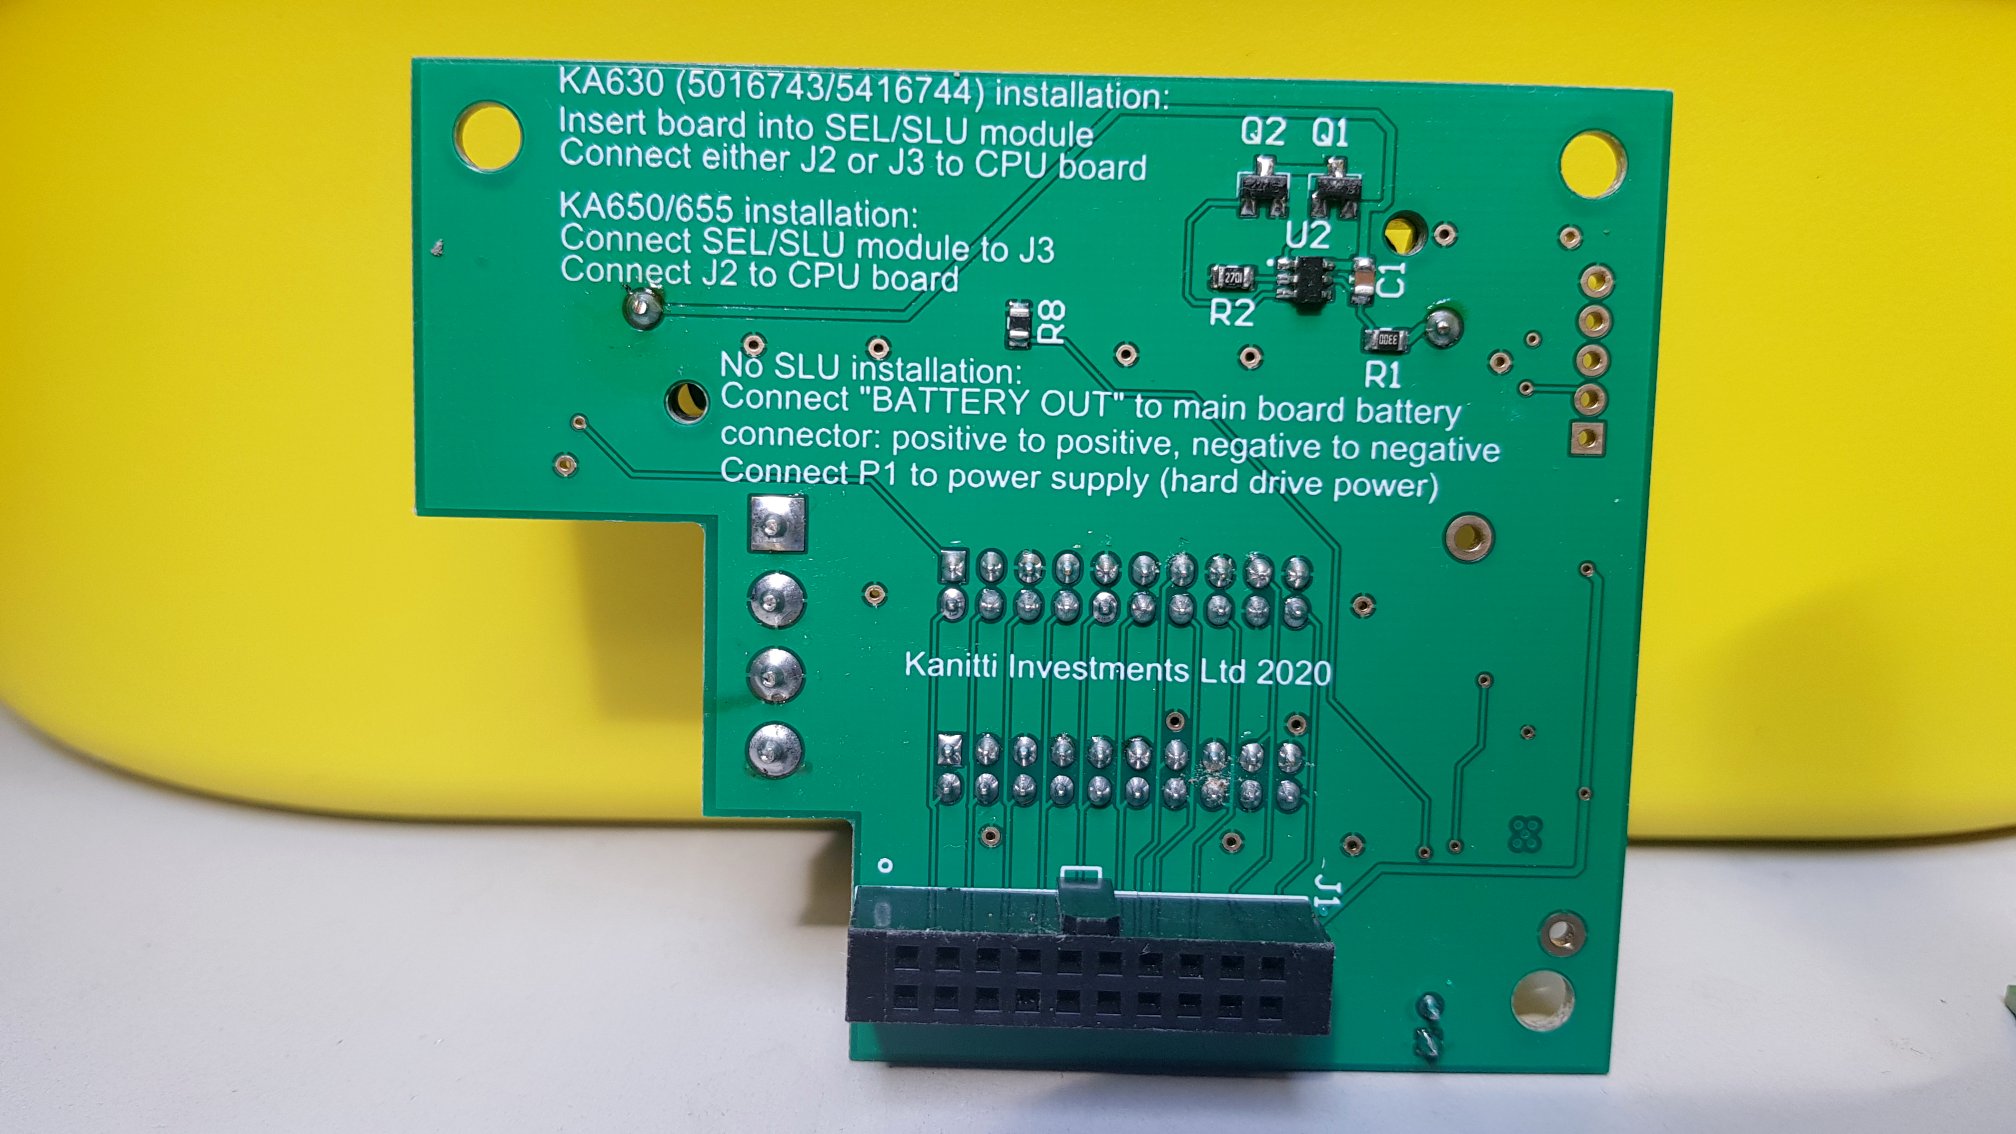 KA630 (5016743/5416744) installation:
Insert board into SEL/SLU module
Connect either J2 or J3 to CPU board
KA650/655 installation:
Connect SEL/SLU module to J3
Connect J2 to CPU board
Q2 Q1
U2
C1
R2
R8
R1
No SLU installation:
Connect "BATTERY OUT" to main board battery
connector: positive to positive, negative to negative
Connect P1 to power supply (hard drive power)
Kanitti Investments Ltd 2020
J1